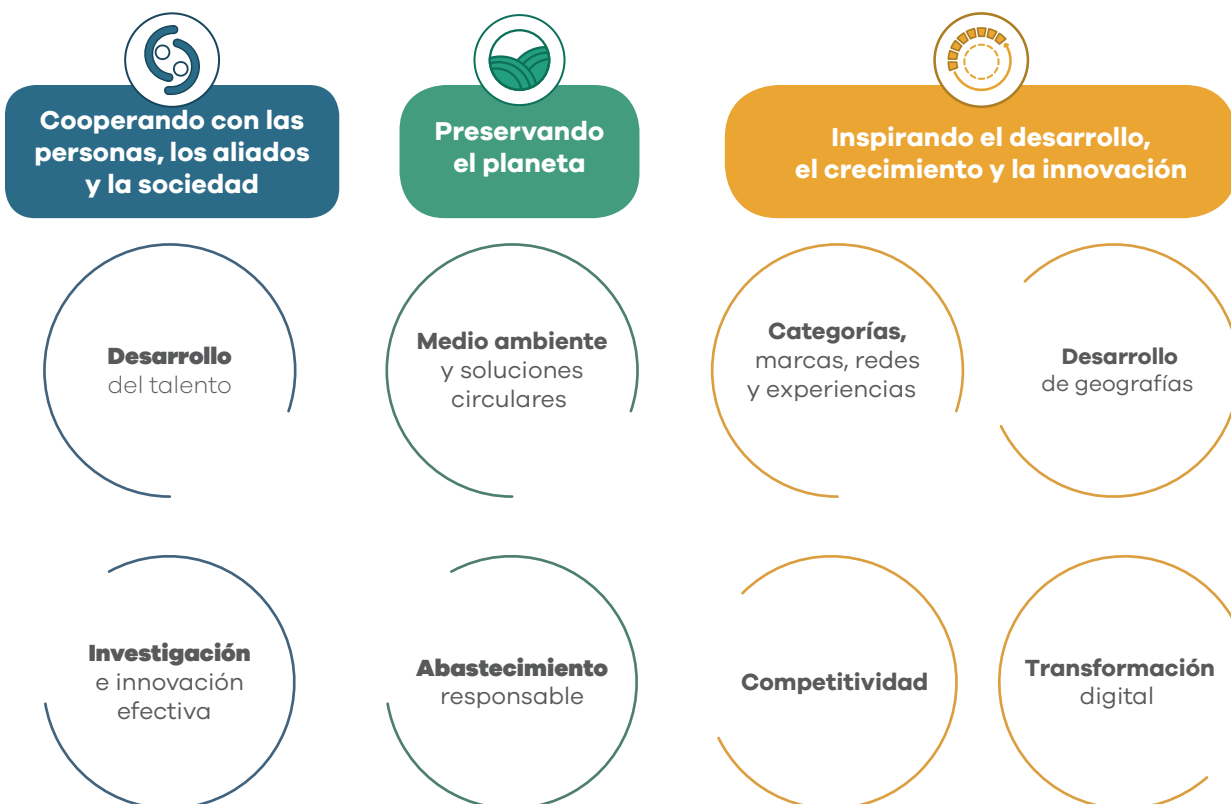 Cooperando con las
personas, los aliados
y la sociedad
Preservando
el planeta
Inspirando el desarrollo,
el crecimiento y la innovación
Desarrollo
del talento
Medio ambiente
y soluciones
circulares
Categorías,
marcas, redes
y experiencias
Desarrollo
de geografías
Investigación
e innovación
efectiva
Abastecimiento
responsable
Competitividad
Transformación
digital